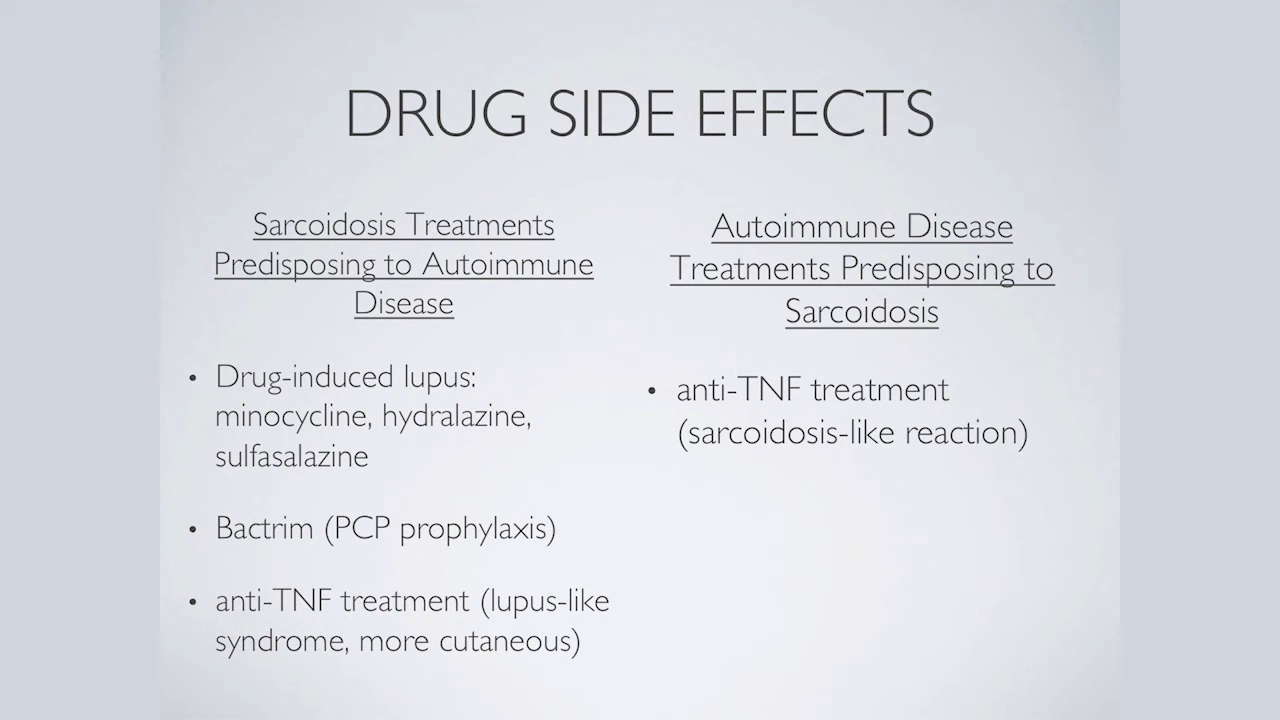 DRUG SIDE EFFECTS
Sarcoidosis Treatments
Predisposing to Autoimmune
Disease
• Drug-induced lupus:
minocycline, hydralazine,
sulfasalazine
• Bactrim (PCP prophylaxis)
• anti-TNF treatment (lupus-like
syndrome, more cutaneous)
Autoimmune Disease
Treatments Predisposing to
Sarcoidosis
• anti-TNF treatment
(sarcoidosis-like reaction)